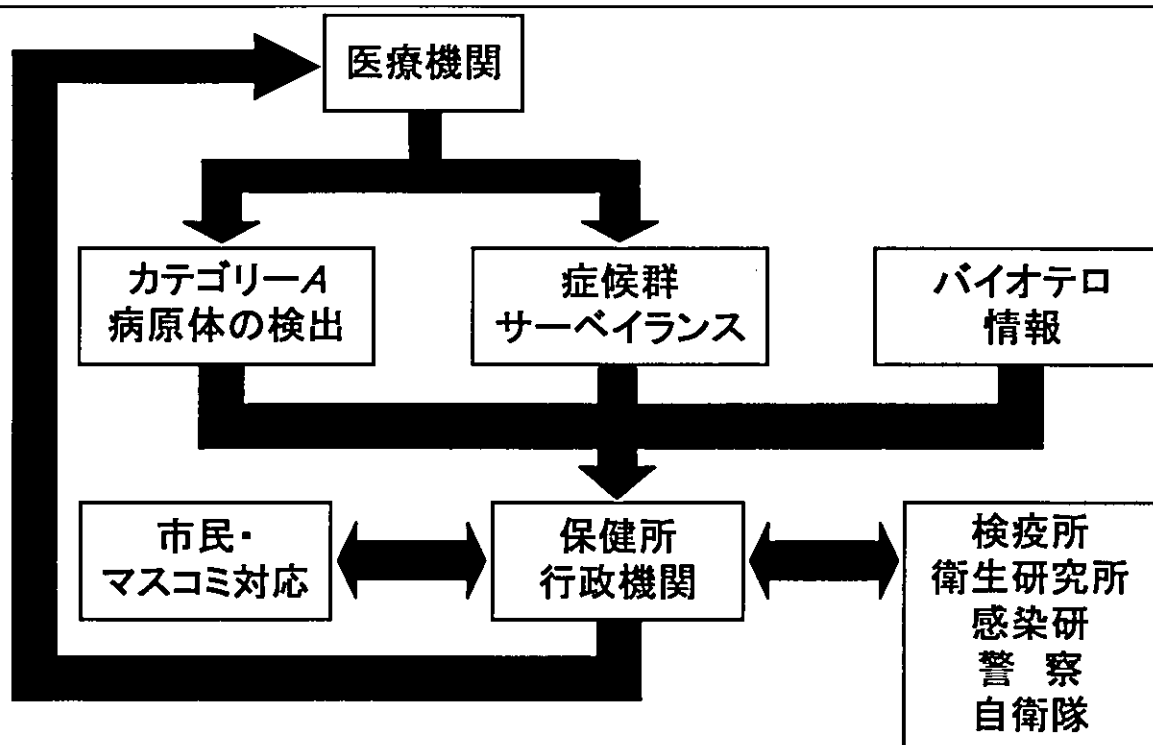 医療機関
カテゴリーA
病原体の検出
症候群
サーベイランス
バイオテロ
情報
市民・
マスコミ対応
保健所
行政機関
検疫所
衛生研究所
感染研
警 察
自衛隊